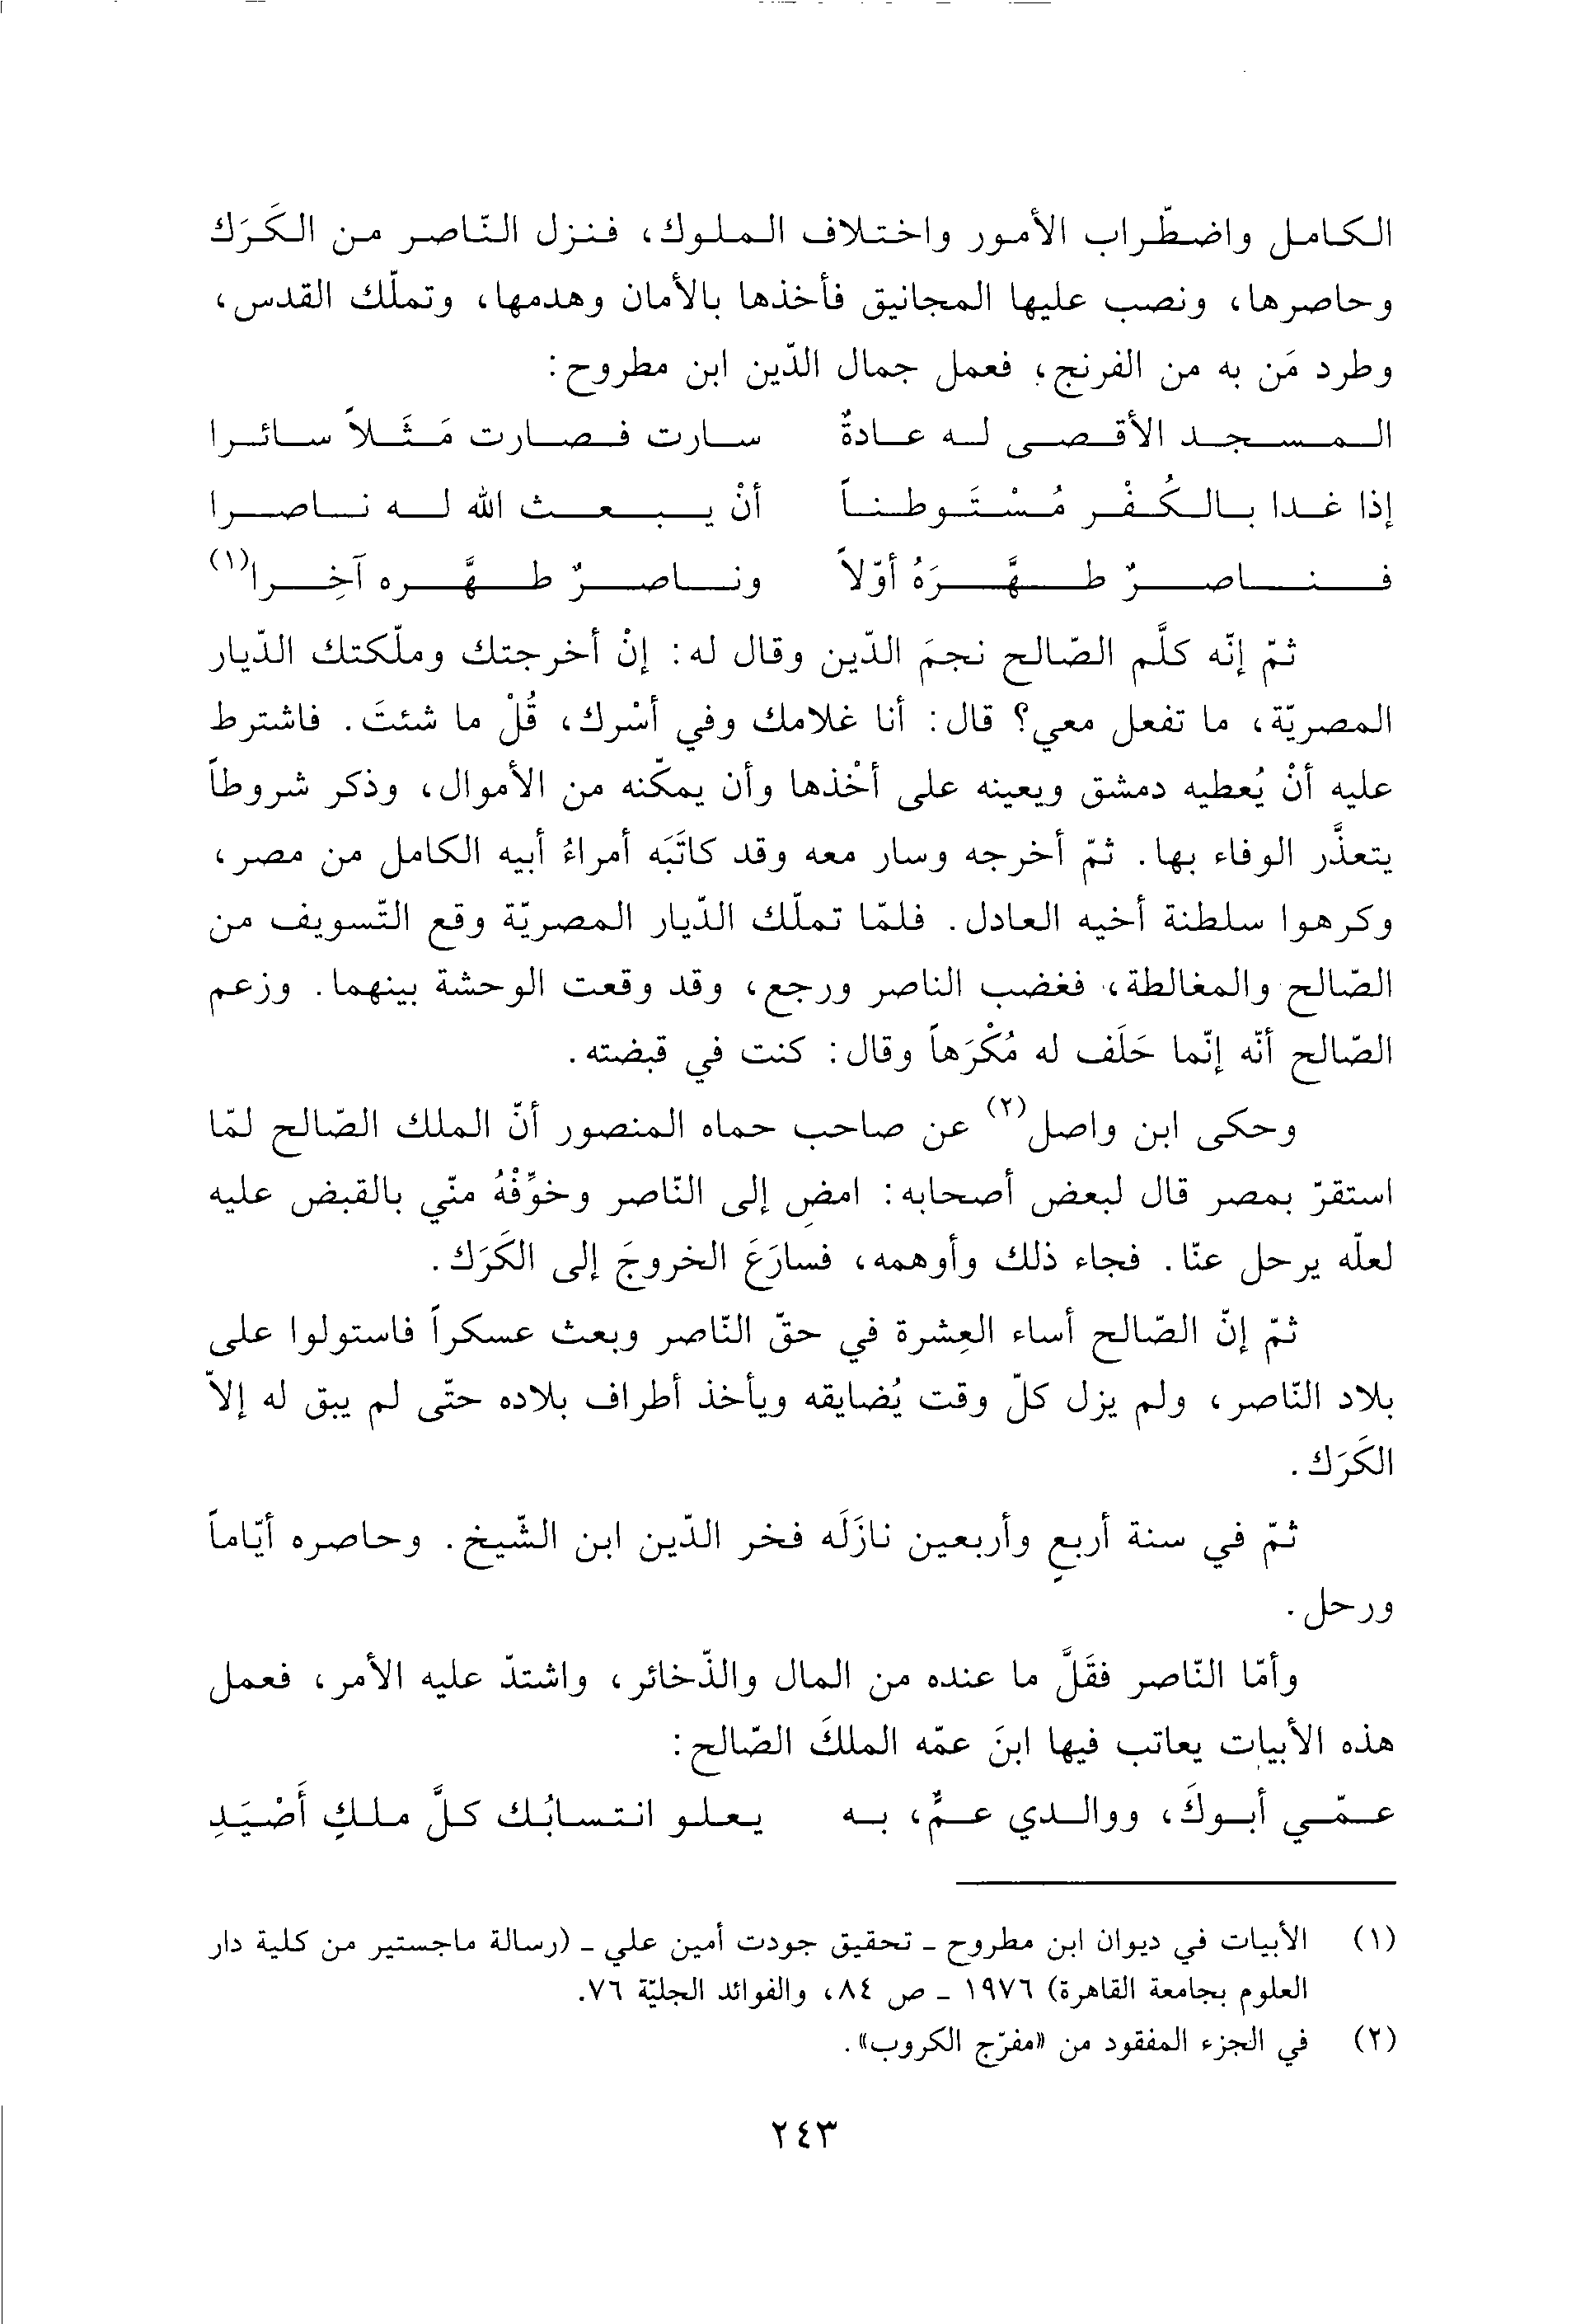 الكامل واضطّراب الأمور واختلاف الملوك، فنزل النّاصر من الكَرَك
وحاصرها، ونصب عليها المجانيق فأخذها بالأمان وهدمها، وتملّك القدس،
وطرد مَن به من الفرنج، فعمل جمال الدّين ابن مطروح:
المسجد الأقصى له عادةٌ سارت فصارت مَثَلاً سائرا
إذا غدا بالكُفْر مُسْتَوطناً أنْ يبعث الله له ناصرا
فناصرٌ طهَّرَهُ أوّلاً وناصرٌ طهَّره آخِرا(١)
ثمّ إنّه كلَّم الصّالح نجمَ الدّين وقال له: إنْ أخرجتك وملّكتك الدّيار
المصريّة، ما تفعل معي؟ قال: أنا غلامك وفي أسْرك، قُلْ ما شئتَ. فاشترط
عليه أنْ يُعطيه دمشق ويعينه على أخْذها وأن يمكّنه من الأموال، وذكر شروطاً
يتعذَّر الوفاء بها. ثمّ أخرجه وسار معه وقد كاتَبَه أمراءُ أبيه الكامل من مصر،
وكرهوا سلطنة أخيه العادل. فلمّا تملّك الدّيار المصريّة وقع التّسويف من
الصّالح والمغالطة، فغضب الناصر ورجع، وقد وقعت الوحشة بينهما. وزعم
الصّالح أنّه إنّما حَلَف له مُكْرَهاً وقال: كنت في قبضته.
وحكى ابن واصل(٢) عن صاحب حماه المنصور أنّ الملك الصّالح لمّا
استقرّ بمصر قال لبعض أصحابه: امضِ إلى النّاصر وخوِّفْهُ منّي بالقبض عليه
لعلّه يرحل عنّا. فجاء ذلك وأوهمه، فسارَعَ الخروجَ إلى الكَرَك.
ثمّ إنّ الصّالح أساء العِشرة في حقّ النّاصر وبعث عسكراً فاستولوا على
بلاد النّاصر، ولم يزل كلّ وقت يُضايقه ويأخذ أطراف بلاده حتّى لم يبق له إلاّ
الكَرَك.
ثمّ في سنة أربعٍ وأربعين نازَلَه فخر الدّين ابن الشّيخ. وحاصره أيّاماً
ورحل.
وأمّا النّاصر فقَلَّ ما عنده من المال والذّخائر، واشتدّ عليه الأمر، فعمل
هذه الأبيات يعاتب فيها ابنَ عمّه الملكَ الصّالح:
عمّي أبوكَ، ووالدي عمٌّ، به يعلو انتسابُك كلَّ ملكٍ أَصْيَدِ
(١) الأبيات في ديوان ابن مطروح - تحقيق جودت أمين علي - (رسالة ماجستير من كلية دار
العلوم بجامعة القاهرة) ١٩٧٦ - ص ٨٤، والفوائد الجليّة ٧٦.
(٢) في الجزء المفقود من «مفرّج الكروب».
٢٤٣